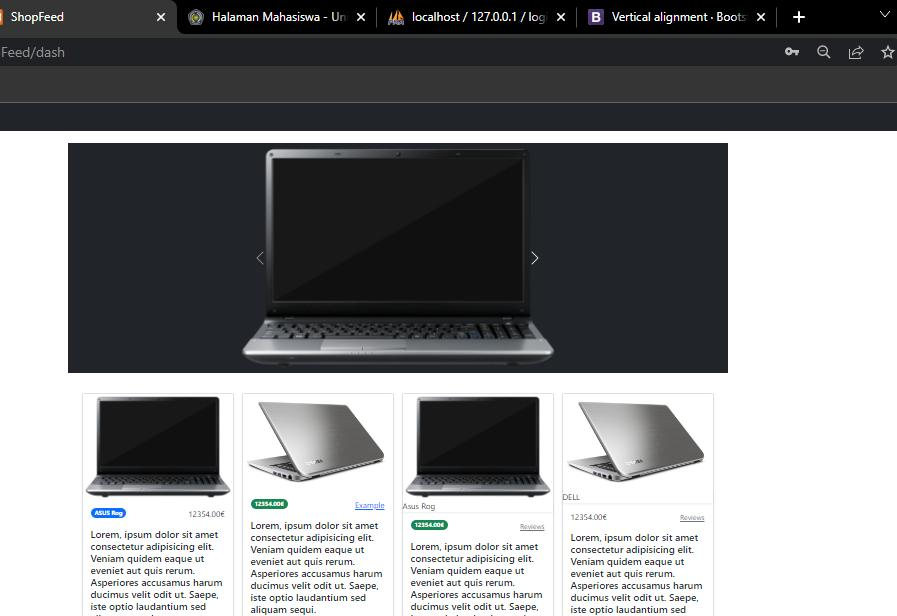 ShopFeed
Halaman Mahasiswa - Un
localhost / 127.0.0.1 / log
Vertical alignment · Boots
Feed/dash
ASUS Rog 12354.00€
Lorem, ipsum dolor sit amet
consectetur adipisicing elit.
Veniam quidem eaque ut
eveniet aut quis rerum.
Asperiores accusamus harum
ducimus velit odit ut. Saepe,
iste optio laudantium sed
12354.00€ Example
Lorem, ipsum dolor sit amet
consectetur adipisicing elit.
Veniam quidem eaque ut
eveniet aut quis rerum.
Asperiores accusamus harum
ducimus velit odit ut. Saepe,
iste optio laudantium sed
aliquam sequi.
Asus Rog
12354.00€ Reviews
Lorem, ipsum dolor sit amet
consectetur adipisicing elit.
Veniam quidem eaque ut
eveniet aut quis rerum.
Asperiores accusamus harum
ducimus velit odit ut. Saepe,
DELL
12354.00€ Reviews
Lorem, ipsum dolor sit amet
consectetur adipisicing elit.
Veniam quidem eaque ut
eveniet aut quis rerum.
Asperiores accusamus harum
ducimus velit odit ut. Saepe,
iste optio laudantium sed